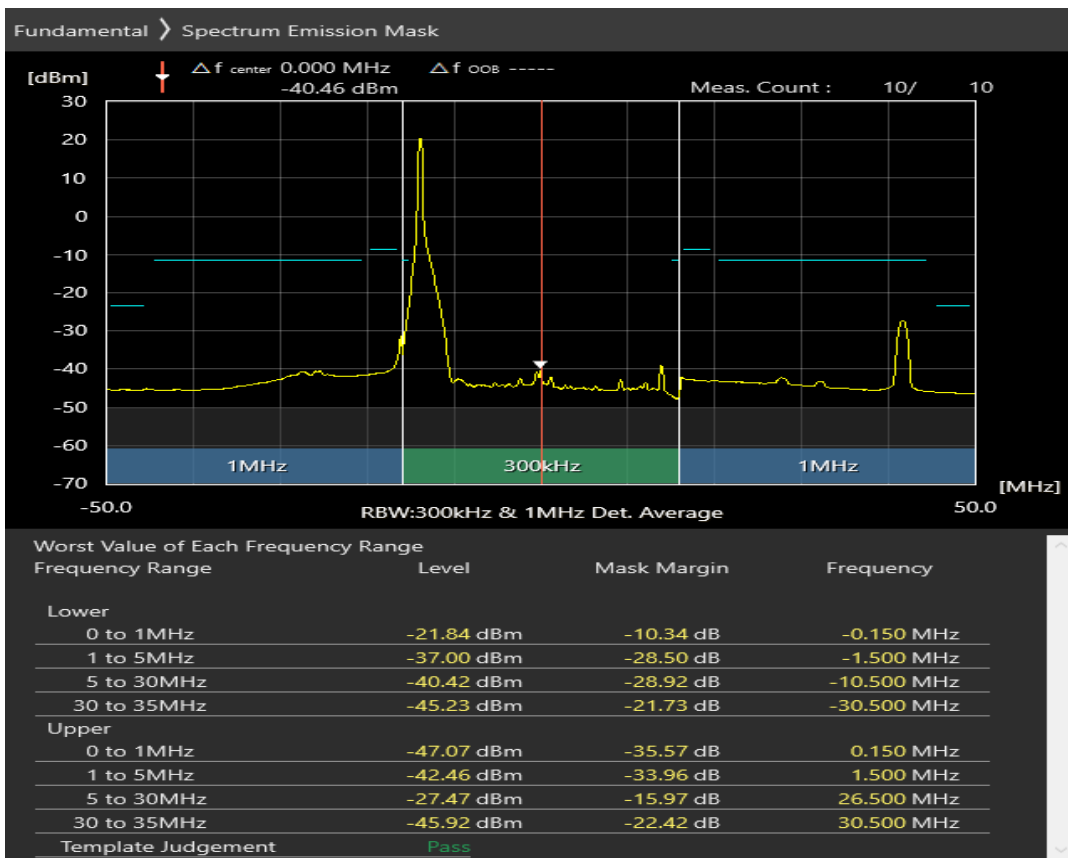 Fundamental 〉 Spectrum Emission Mask
[dBm] △f center 0.000 MHz △f OOB -----
-40.46 dBm Meas. Count : 10/ 10
30
20
10
0
-10
-20
-30
-40
-50
-60
-70
1MHz 300kHz 1MHz
[MHz]
-50.0 RBW:300kHz & 1MHz Det. Average 50.0
Worst Value of Each Frequency Range
Frequency Range Level Mask Margin Frequency
Lower
0 to 1MHz -21.84 dBm -10.34 dB -0.150 MHz
1 to 5MHz -37.00 dBm -28.50 dB -1.500 MHz
5 to 30MHz -40.42 dBm -28.92 dB -10.500 MHz
30 to 35MHz -45.23 dBm -21.73 dB -30.500 MHz
Upper
0 to 1MHz -47.07 dBm -35.57 dB 0.150 MHz
1 to 5MHz -42.46 dBm -33.96 dB 1.500 MHz
5 to 30MHz -27.47 dBm -15.97 dB 26.500 MHz
30 to 35MHz -45.92 dBm -22.42 dB 30.500 MHz
Template Judgement Pass